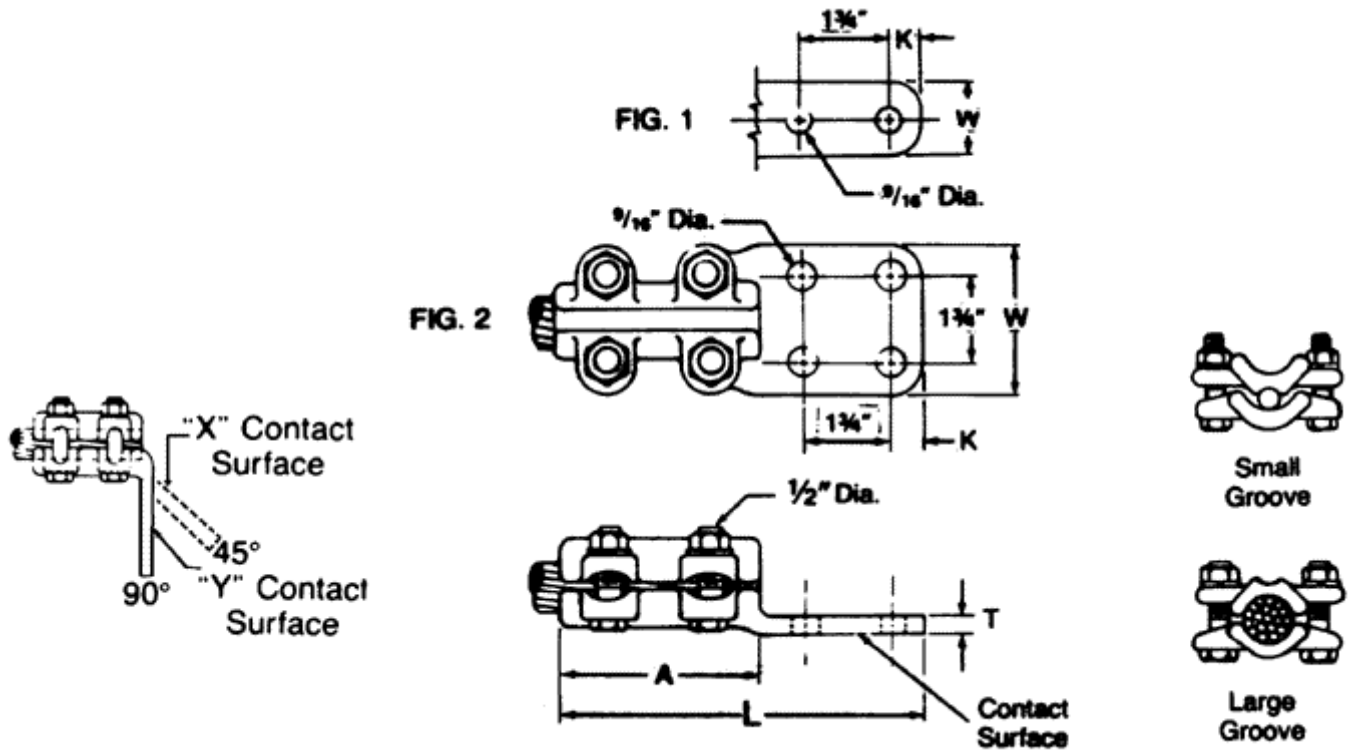 1¾"
K
FIG. 1
W
9/16" Dia.
9/16" Dia.
FIG. 2
1¾"
W
1¾"
K
"X" Contact
Surface
45°
90°
"Y" Contact
Surface
½" Dia.
T
A
L
Contact
Surface
Small
Groove
Large
Groove